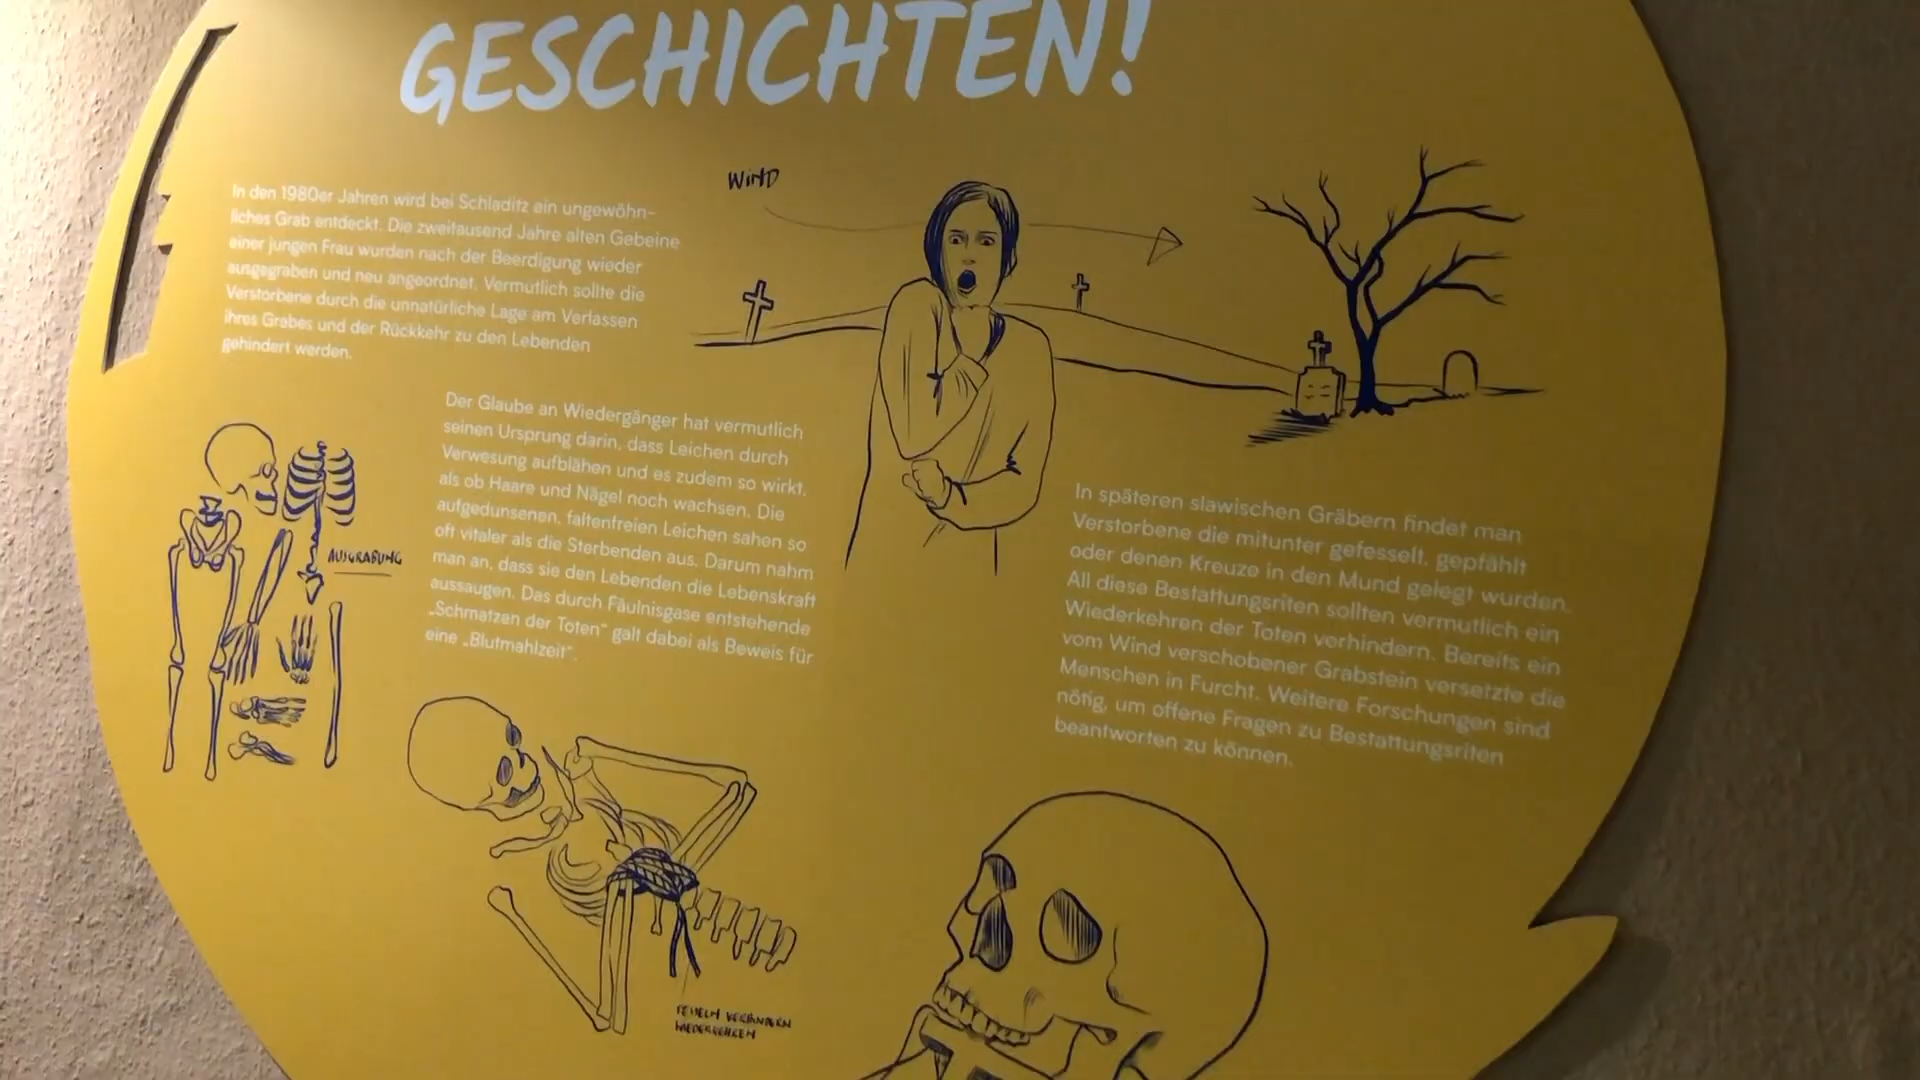 GESCHICHTEN!
WIND
In den 1980er Jahren wird bei Schladitz ein ungewöhn-
liches Grab entdeckt. Die zweitausend Jahre alten Gebeine
einer jungen Frau wurden nach der Beerdigung wieder
ausgegraben und neu angeordnet. Vermutlich sollte die
Verstorbene durch die unnatürliche Lage am Verlassen
ihres Grabes und der Rückkehr zu den Lebenden
gehindert werden.
Der Glaube an Wiedergänger hat vermutlich
seinen Ursprung darin, dass Leichen durch
Verwesung aufblähen und es zudem so wirkt,
als ob Haare und Nägel noch wachsen. Die
aufgedunsenen, faltenfreien Leichen sahen so
oft vitaler als die Sterbenden aus. Darum nahm
man an, dass sie den Lebenden die Lebenskraft
aussaugen. Das durch Fäulnisgase entstehende
„Schmatzen der Toten“ galt dabei als Beweis für
eine „Blutmahlzeit“.
AUSGRABUNG
In späteren slawischen Gräbern findet man
Verstorbene die mitunter gefesselt, gepfählt
oder denen Kreuze in den Mund gelegt wurden.
All diese Bestattungsriten sollten vermutlich ein
Wiederkehren der Toten verhindern. Bereits ein
vom Wind verschobener Grabstein versetzte die
Menschen in Furcht. Weitere Forschungen sind
nötig, um offene Fragen zu Bestattungsriten
beantworten zu können.
WIEDERKEHREN